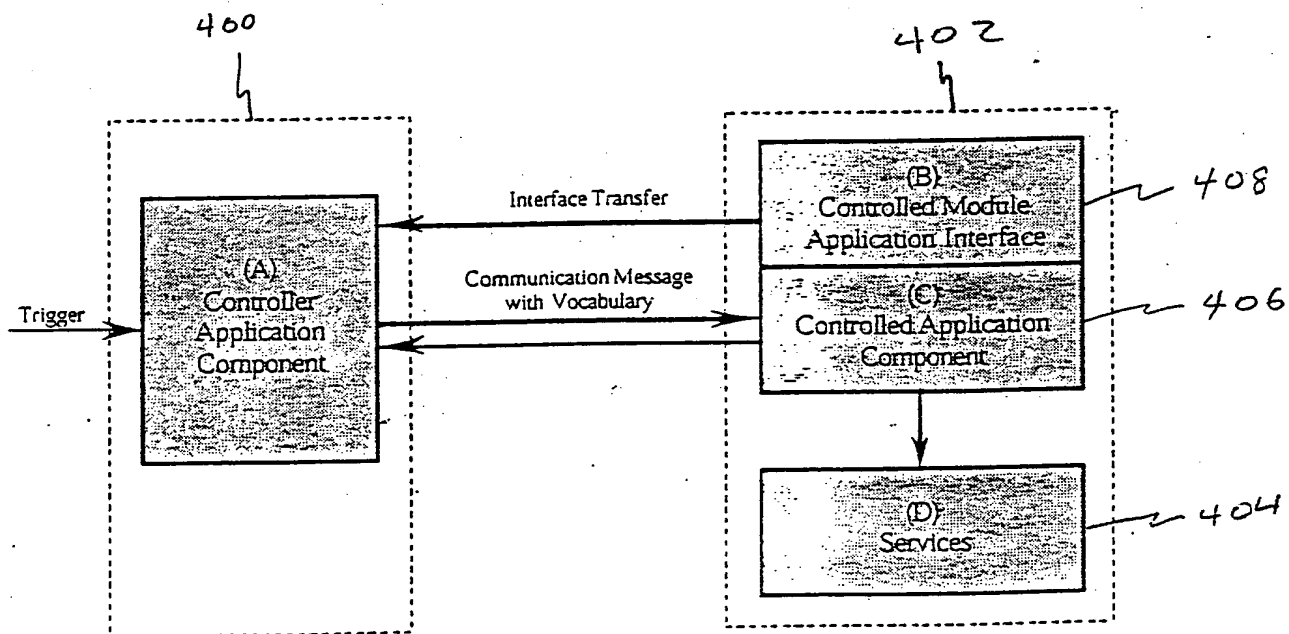 400
402
(B)
Controlled Module
Application Interface
408
Interface Transfer
(A)
Controller
Application
Component
Communication Message
with Vocabulary
Trigger
(C)
Controlled Application
Component
406
(D)
Services
404